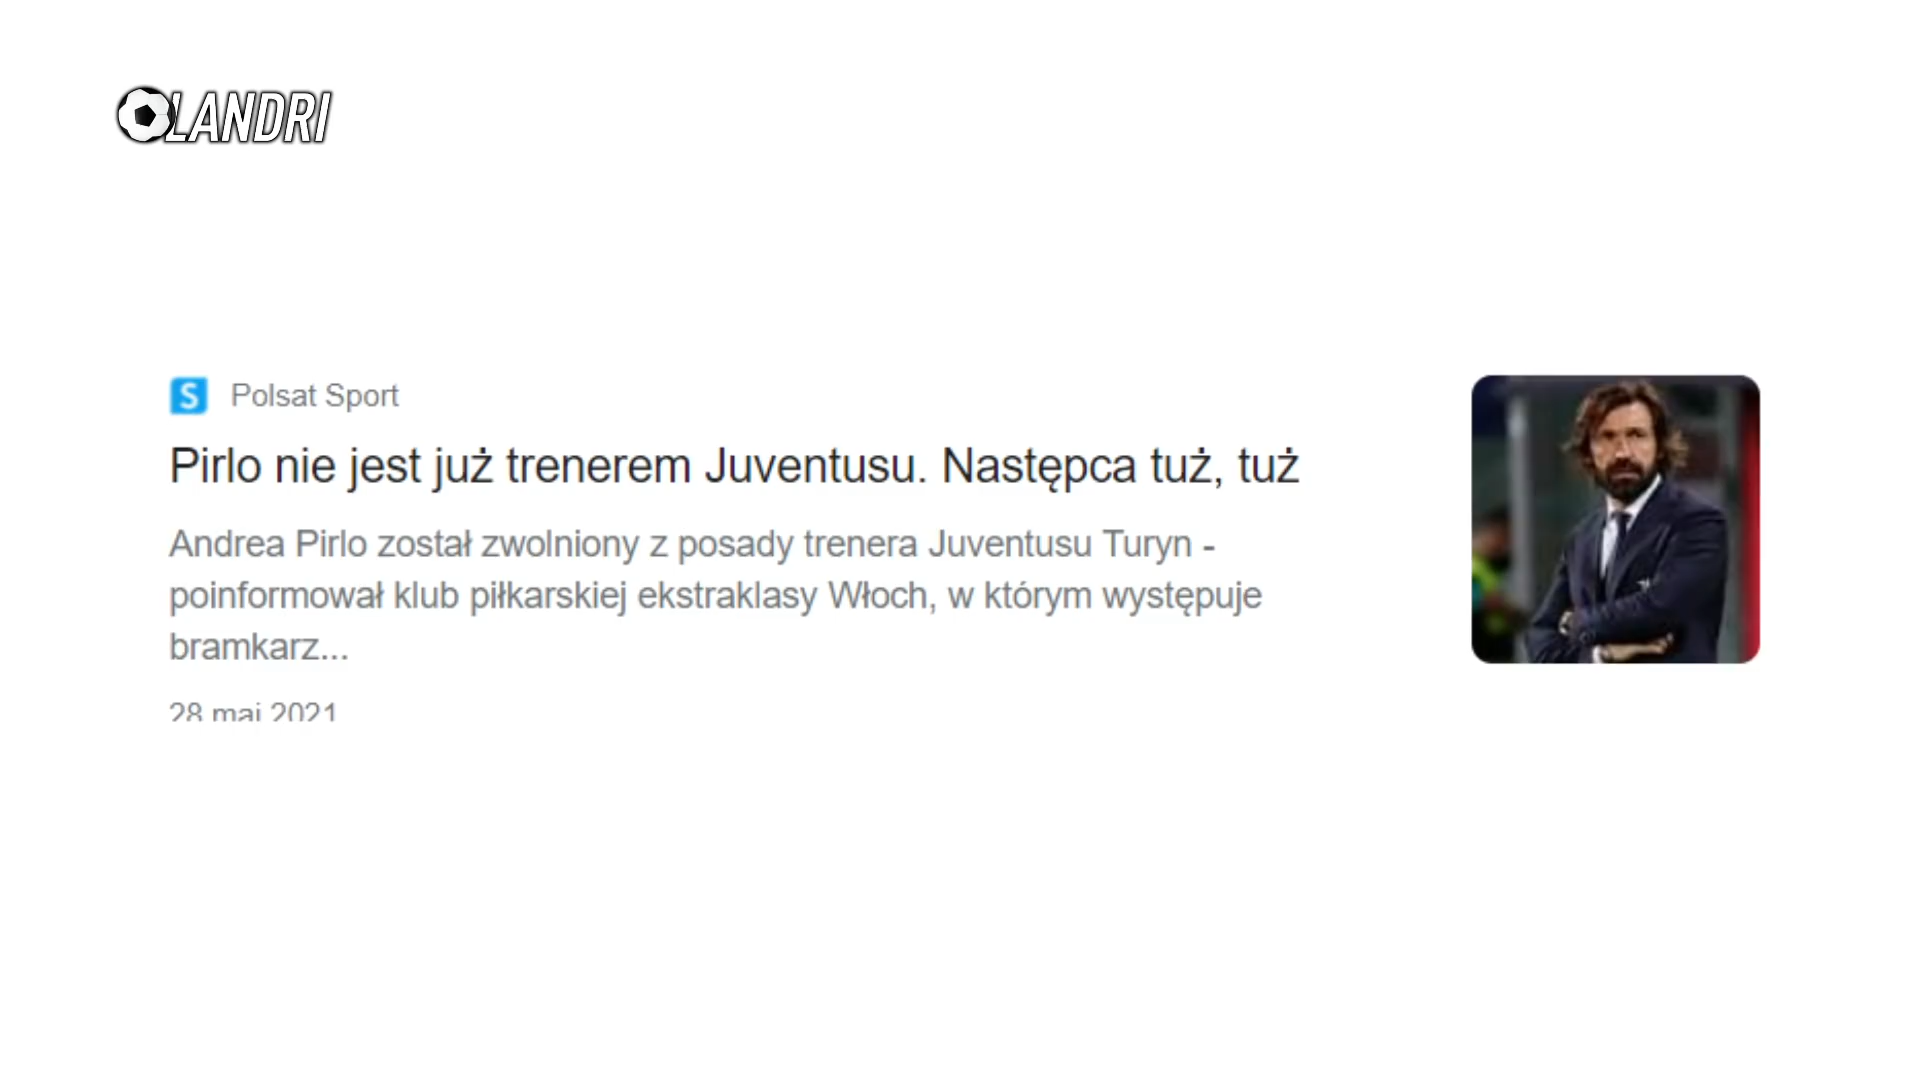 LANDRI
Polsat Sport
Pirlo nie jest już trenerem Juventusu. Następca tuż, tuż
Andrea Pirlo został zwolniony z posady trenera Juventusu Turyn -
poinformował klub piłkarskiej ekstraklasy Włoch, w którym występuje
bramkarz...
28 maj 2021